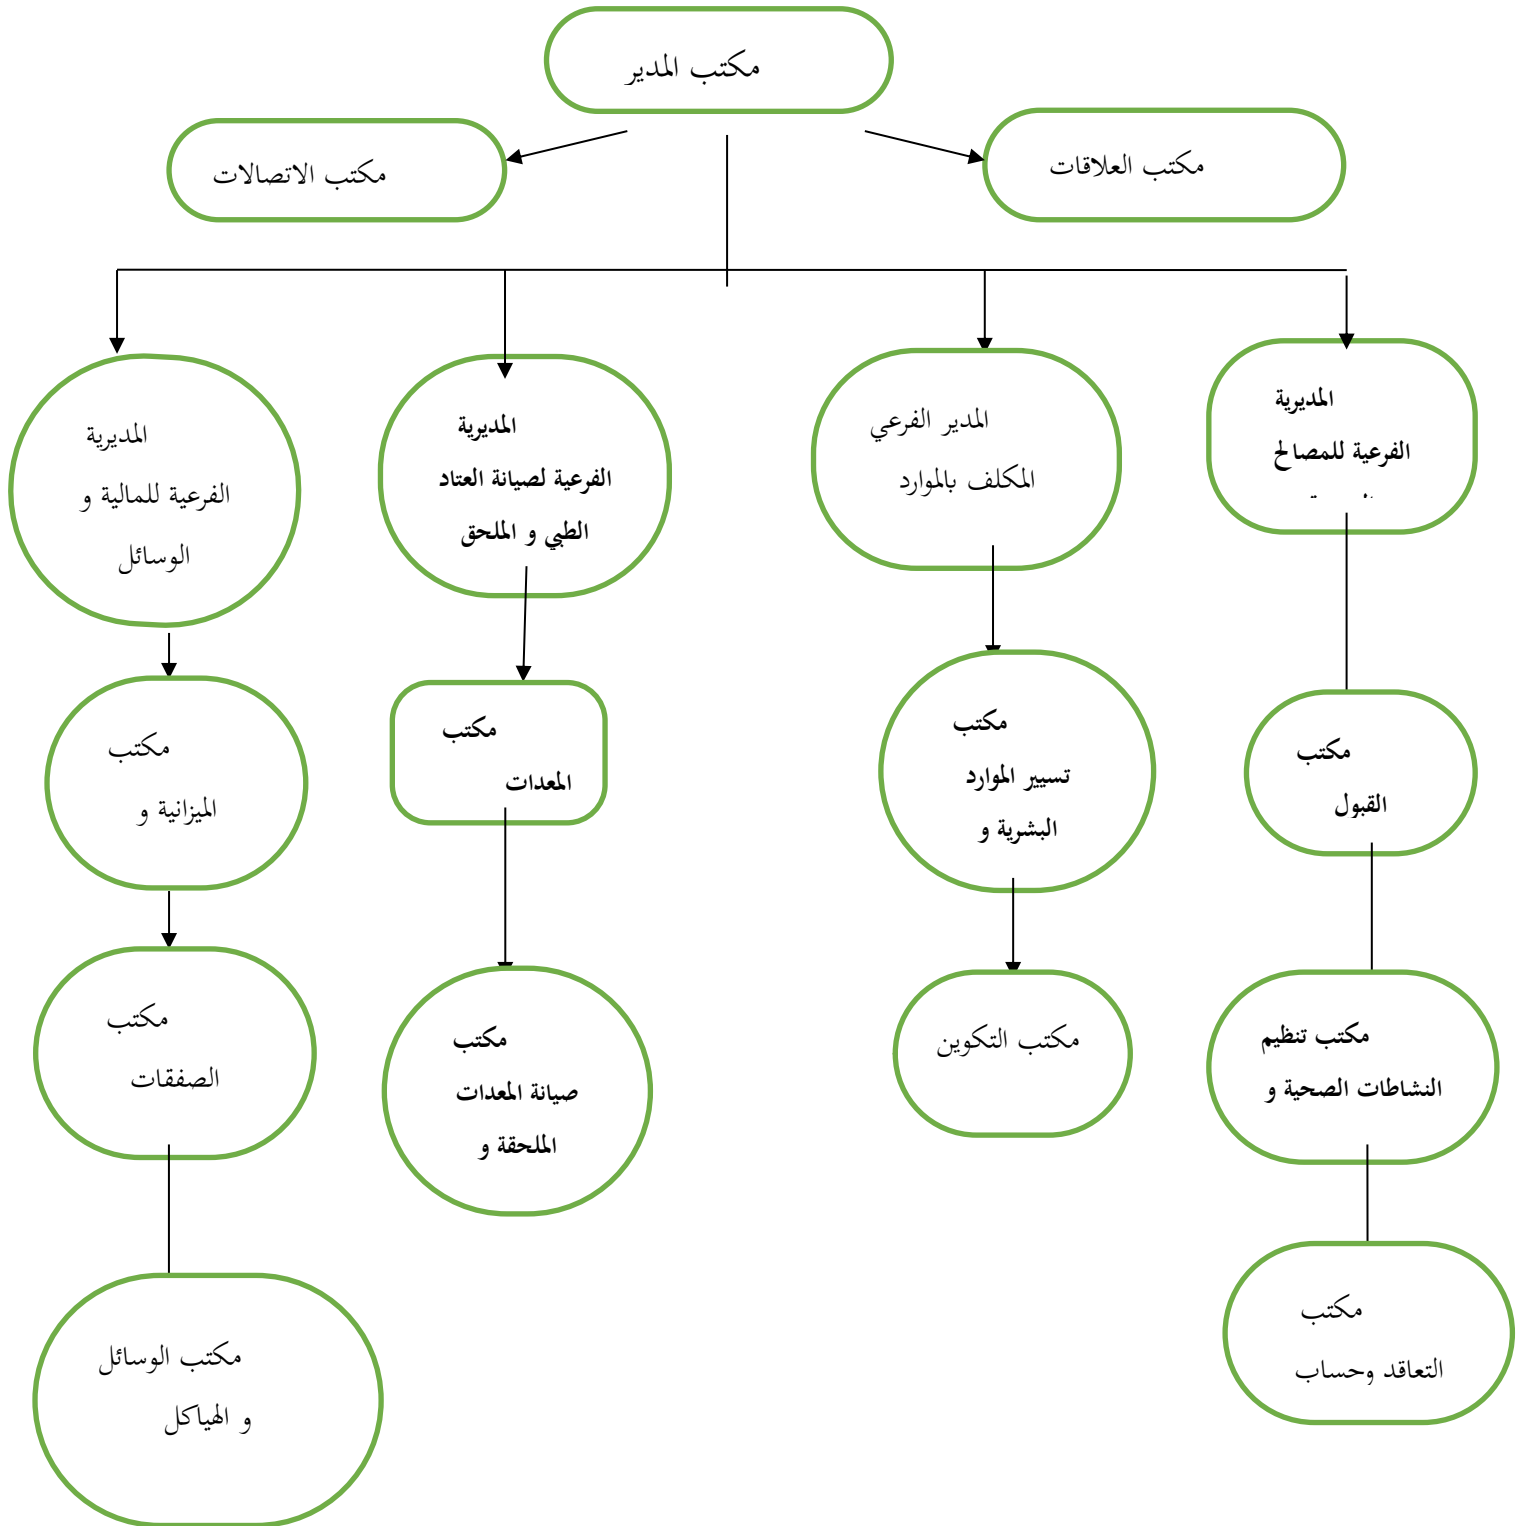 مكتب المدير
مكتب العلاقات
مكتب الاتصالات
المديرية
الفرعية للمصالح
المدير الفرعي
المكلف بالموارد
المديرية
الفرعية لصيانة العتاد
الطبي و الملحق
المديرية
الفرعية للمالية و
الوسائل
مكتب
القبول
مكتب
تسيير الموارد
البشرية و
مكتب
المعدات
مكتب
الميزانية و
مكتب تنظيم
النشاطات الصحية و
مكتب التكوين
مكتب
صيانة المعدات
الملحقة و
مكتب
الصفقات
مكتب
التعاقد وحساب
مكتب الوسائل
و الهياكل